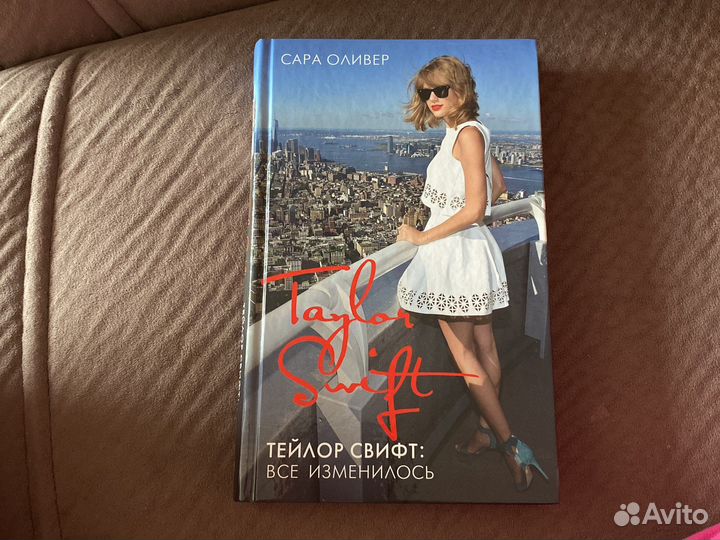 САРА ОЛИВЕР
Taylor
Swift
ТЕЙЛОР СВИФТ:
ВСЕ ИЗМЕНИЛОСЬ
Avito